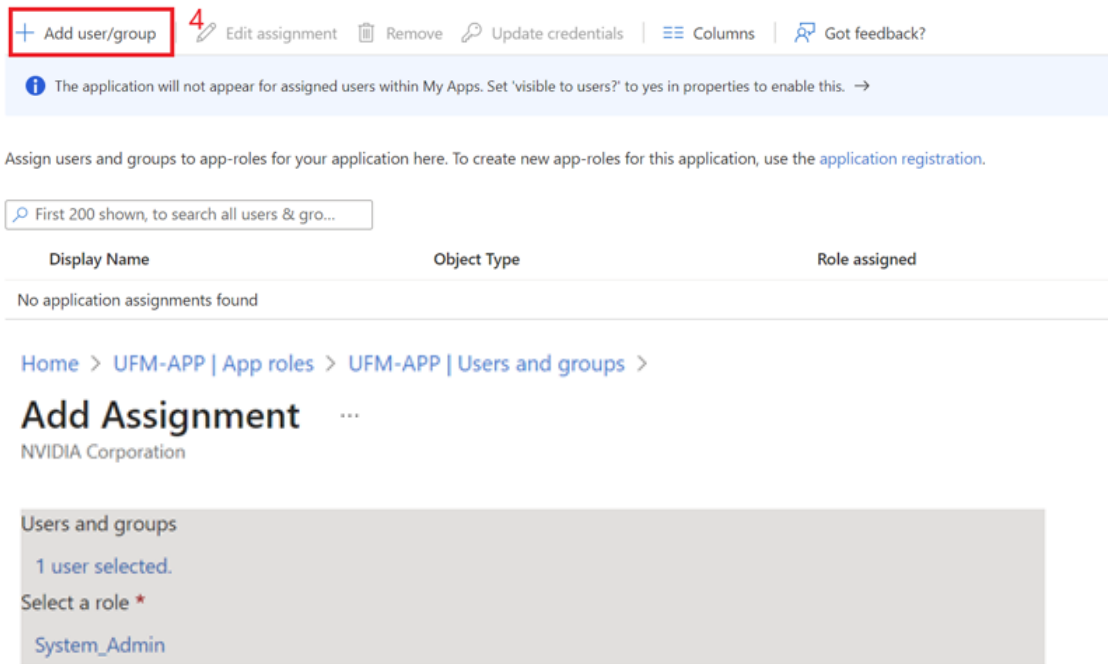 + Add user/group 4 Edit assignment Remove Update credentials Columns Got feedback?
The application will not appear for assigned users within My Apps. Set 'visible to users?' to yes in properties to enable this. →
Assign users and groups to app-roles for your application here. To create new app-roles for this application, use the application registration.
First 200 shown, to search all users & gro...
Display Name Object Type Role assigned
No application assignments found
Home > UFM-APP | App roles > UFM-APP | Users and groups >
Add Assignment ...
NVIDIA Corporation
Users and groups
1 user selected.
Select a role *
System_Admin